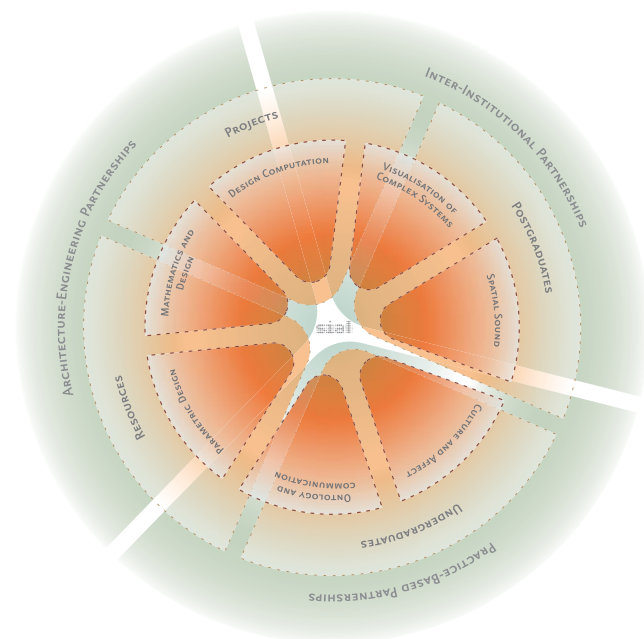 Inter-Institutional Partnerships
Architecture-Engineering Partnerships
Practice-Based Partnerships
Projects
Postgraduates
Undergraduates
Resources
Design Computation
Visualisation of
Complex Systems
Spatial Sound
Culture and Affect
Ontology and
communication
Parametric Design
Mathematics and
Design
sial